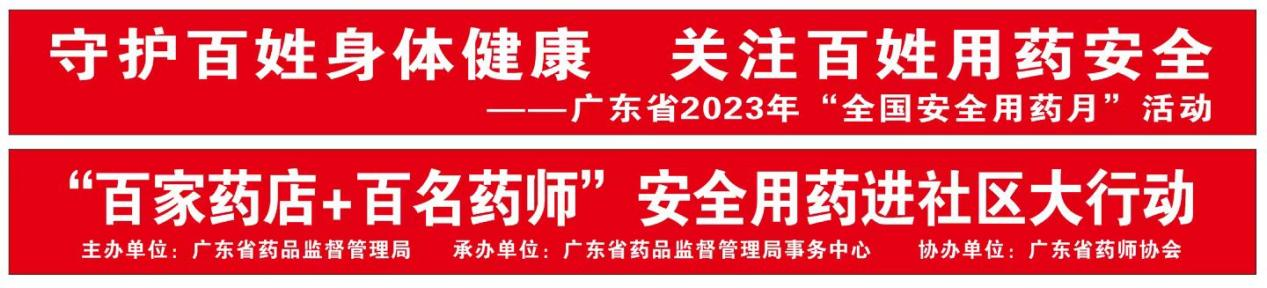 守护百姓身体健康 关注百姓用药安全
——广东省2023年“全国安全用药月”活动
“百家药店+百名药师”安全用药进社区大行动
主办单位：广东省药品监督管理局 承办单位：广东省药品监督管理局事务中心 协办单位：广东省药师协会